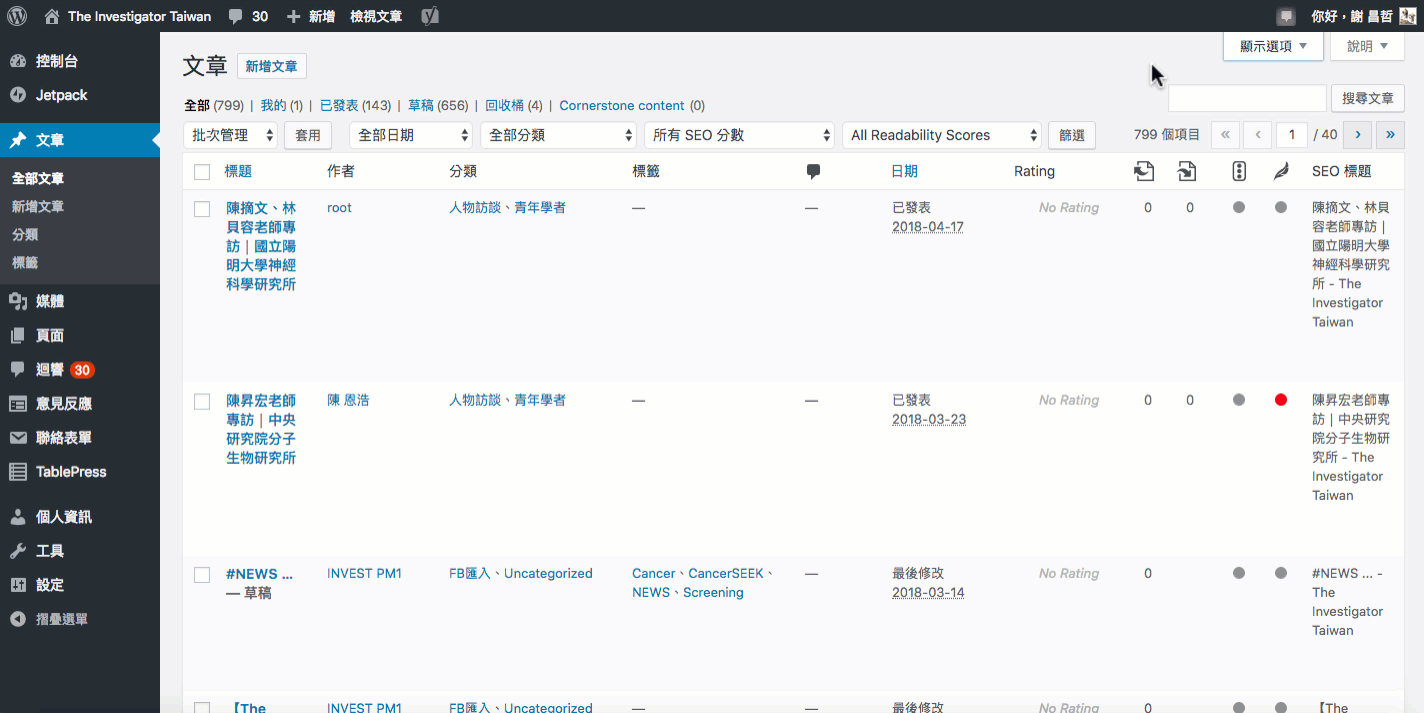 The Investigator Taiwan 30 新增 檢視文章 你好，謝 昌哲
控制台
Jetpack
文章
全部文章
新增文章
分類
標籤
媒體
頁面
迴響 30
意見反應
聯絡表單
TablePress
個人資訊
工具
設定
摺疊選單
顯示選項 說明
文章 新增文章
搜尋文章
全部 (799) | 我的 (1) | 已發表 (143) | 草稿 (656) | 回收桶 (4) | Cornerstone content (0)
批次管理 套用 全部日期 全部分類 所有 SEO 分數 All Readability Scores 篩選 799 個項目 « ‹ 1 / 40 › »
標題 作者 分類 標籤 日期 Rating SEO 標題
陳摘文、林
貝容老師專
訪 | 國立陽
明大學神經
科學研究所
root
人物訪談、青年學者
—
—
已發表
2018-04-17
No Rating
0
0
陳摘文、林貝
容老師專訪 |
國立陽明大學
神經科學研究
所 - The
Investigator
Taiwan
陳昇宏老師
專訪 | 中央
研究院分子
生物研究所
陳 恩浩
人物訪談、青年學者
—
—
已發表
2018-03-23
No Rating
0
0
陳昇宏老師專
訪 | 中央研究
院分子生物研
究所 - The
Investigator
Taiwan
#NEWS ...
— 草稿
INVEST PM1
FB匯入、Uncategorized
Cancer、CancerSEEK、
NEWS、Screening
—
最後修改
2018-03-14
No Rating
0
#NEWS ... -
The
Investigator
Taiwan
【The
INVEST PM1
FB匯入、Uncategorized
—
—
最後修改
No Rating
0
【The